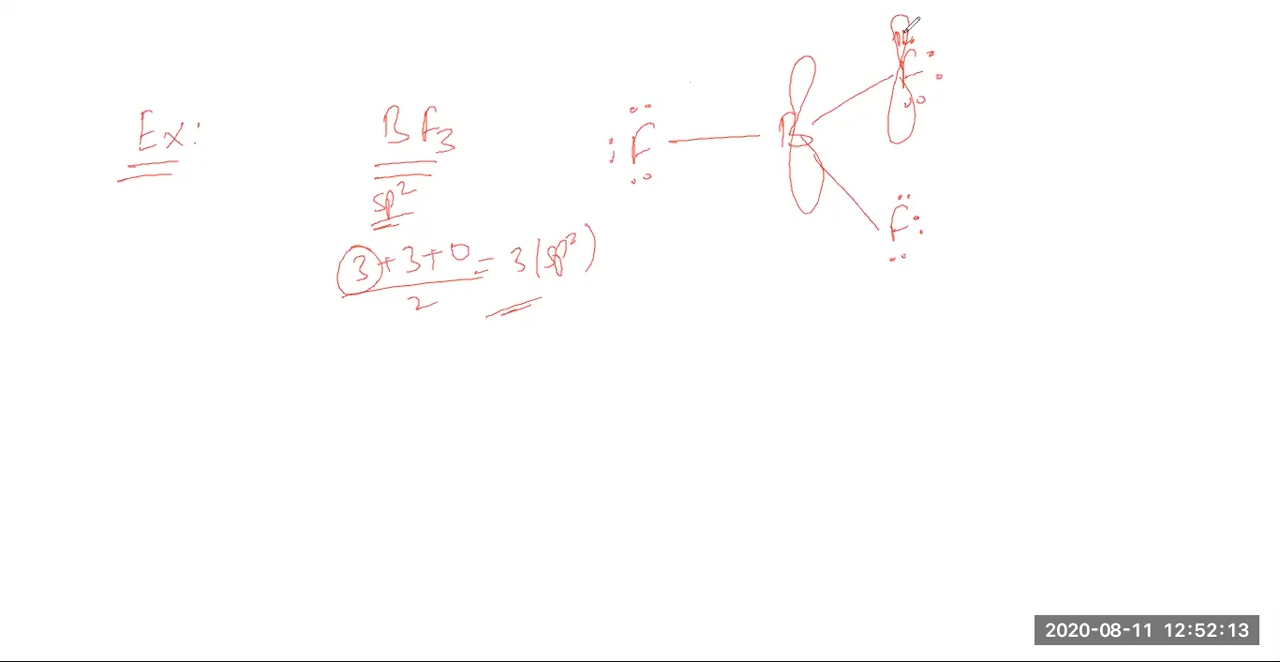 Ex: BF3
sp²
3+3+0 = 3(sp²)
2
F B F
F
2020-08-11 12:52:13